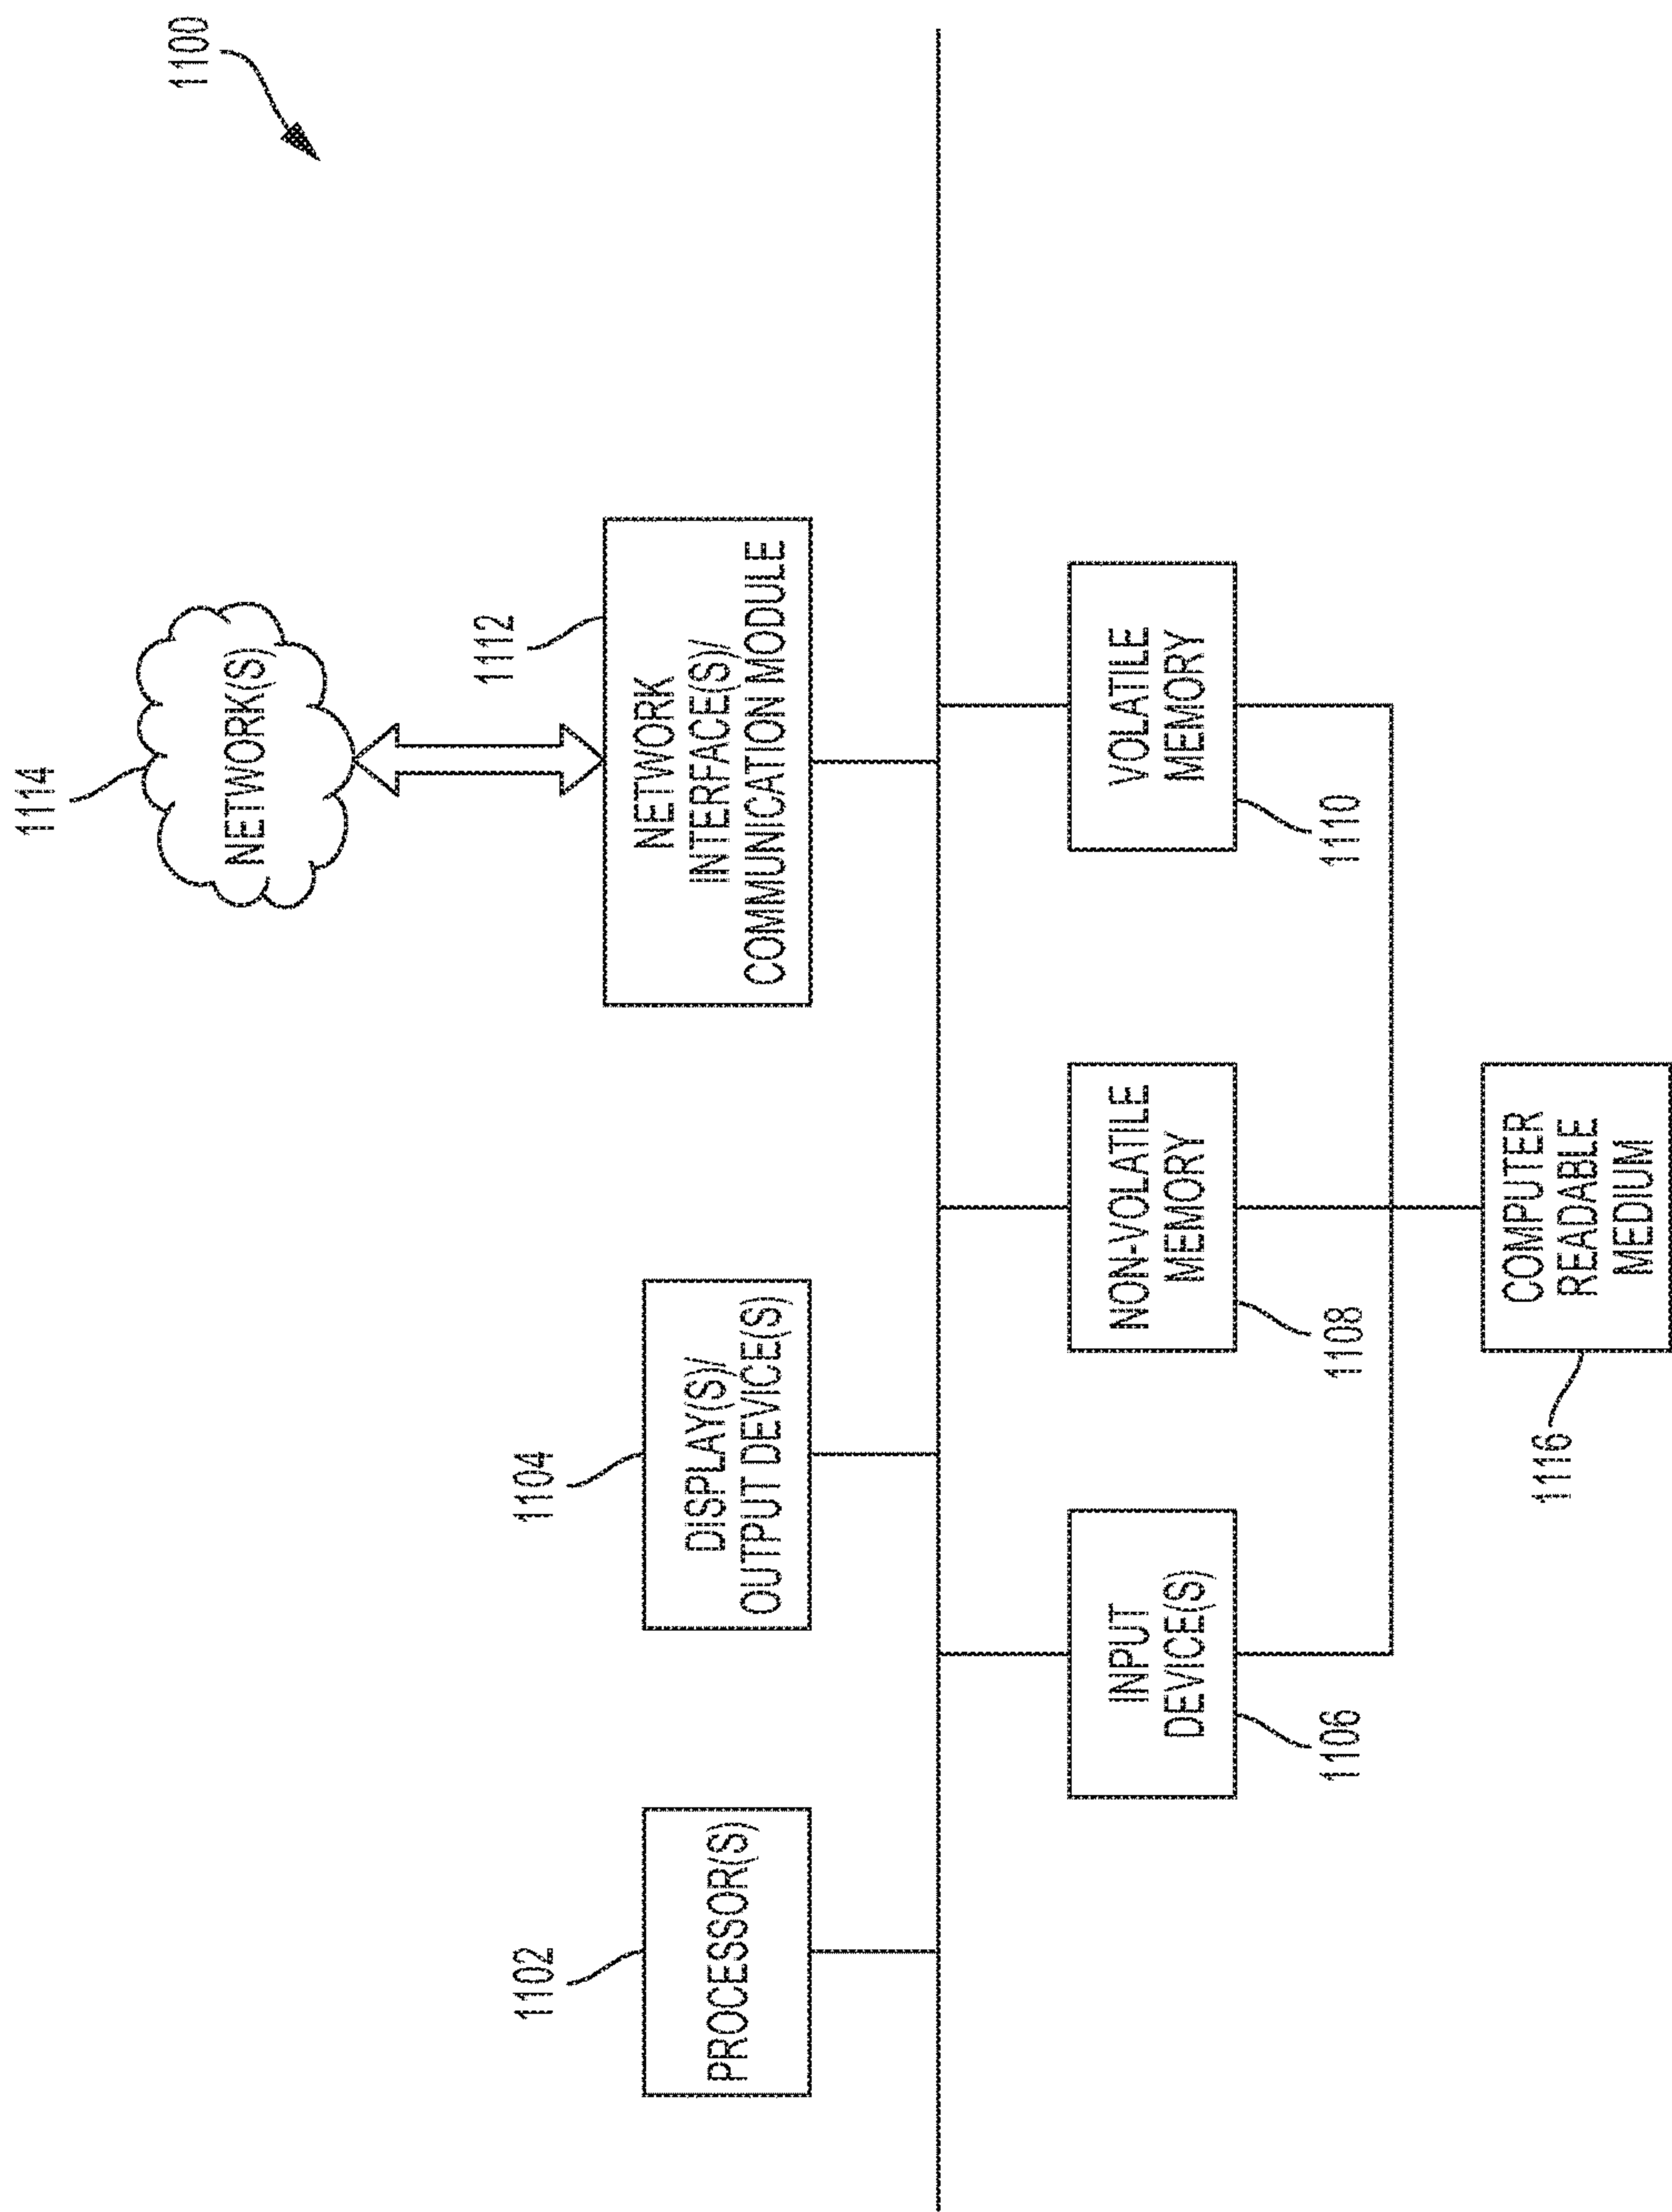 1100
1114
NETWORK(S)
1112
NETWORK
INTERFACE(S)/
COMMUNICATION MODULE
1104
DISPLAY(S)/
OUTPUT DEVICE(S)
1102
PROCESSOR(S)
INPUT
DEVICE(S)
1106
NON-VOLATILE
MEMORY
1108
VOLATILE
MEMORY
1110
COMPUTER
READABLE
MEDIUM
1116